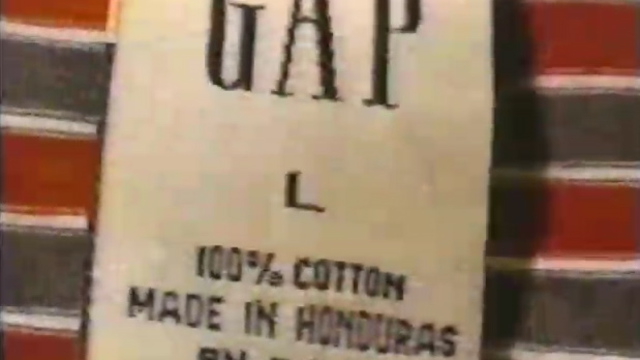 GAP
L
100% COTTON
MADE IN HONDURAS